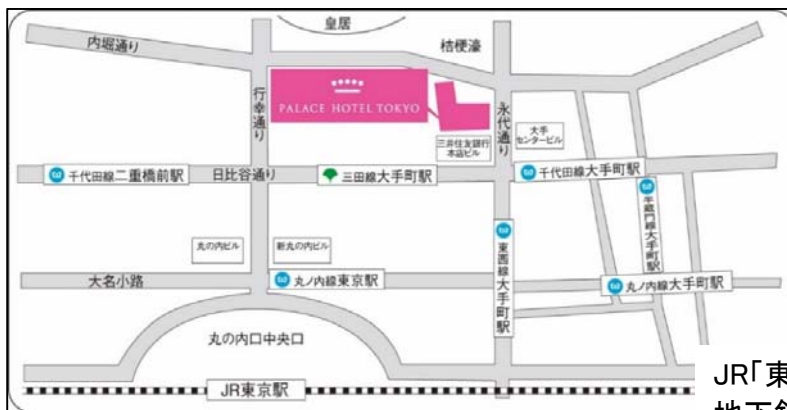 皇居
内堀通り
桔梗濠
行幸通り
PALACE HOTEL TOKYO
永代通り
三井住友銀行
本店ビル
大手
センタービル
千代田線二重橋前駅
日比谷通り
三田線大手町駅
千代田線大手町駅
半蔵門線大手町駅
丸の内ビル
新丸の内ビル
東西線大手町駅
大名小路
丸ノ内線東京駅
丸ノ内線大手町駅
丸の内口中央口
JR東京駅
JR「東